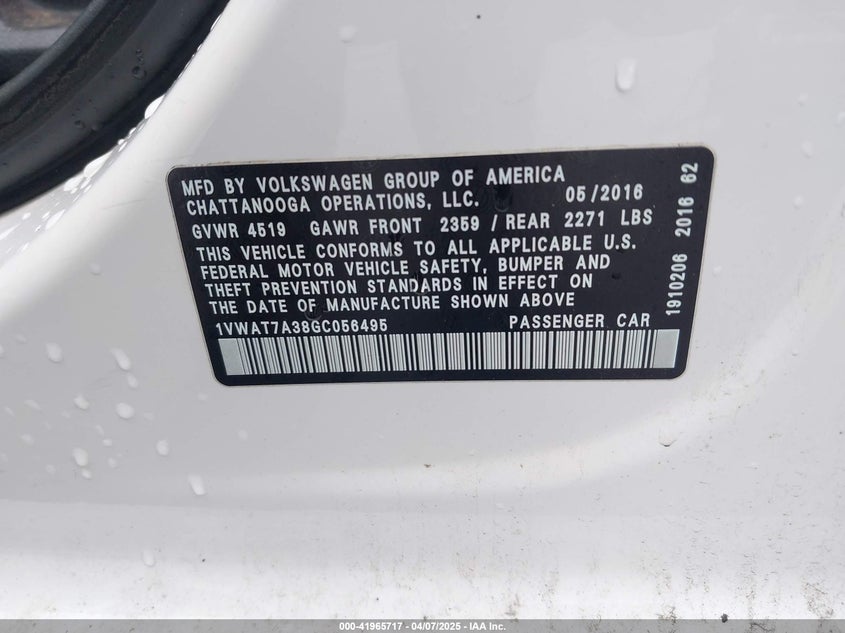 MFD BY VOLKSWAGEN GROUP OF AMERICA
CHATTANOOGA OPERATIONS, LLC. 05/2016
GVWR 4519 GAWR FRONT 2359 / REAR 2271 LBS
THIS VEHICLE CONFORMS TO ALL APPLICABLE U.S.
FEDERAL MOTOR VEHICLE SAFETY, BUMPER AND
THEFT PREVENTION STANDARDS IN EFFECT ON
THE DATE OF MANUFACTURE SHOWN ABOVE
1VWAT7A38GC056495 PASSENGER CAR
1910206 2016 62
000-41965717 - 04/07/2025 - IAA Inc.